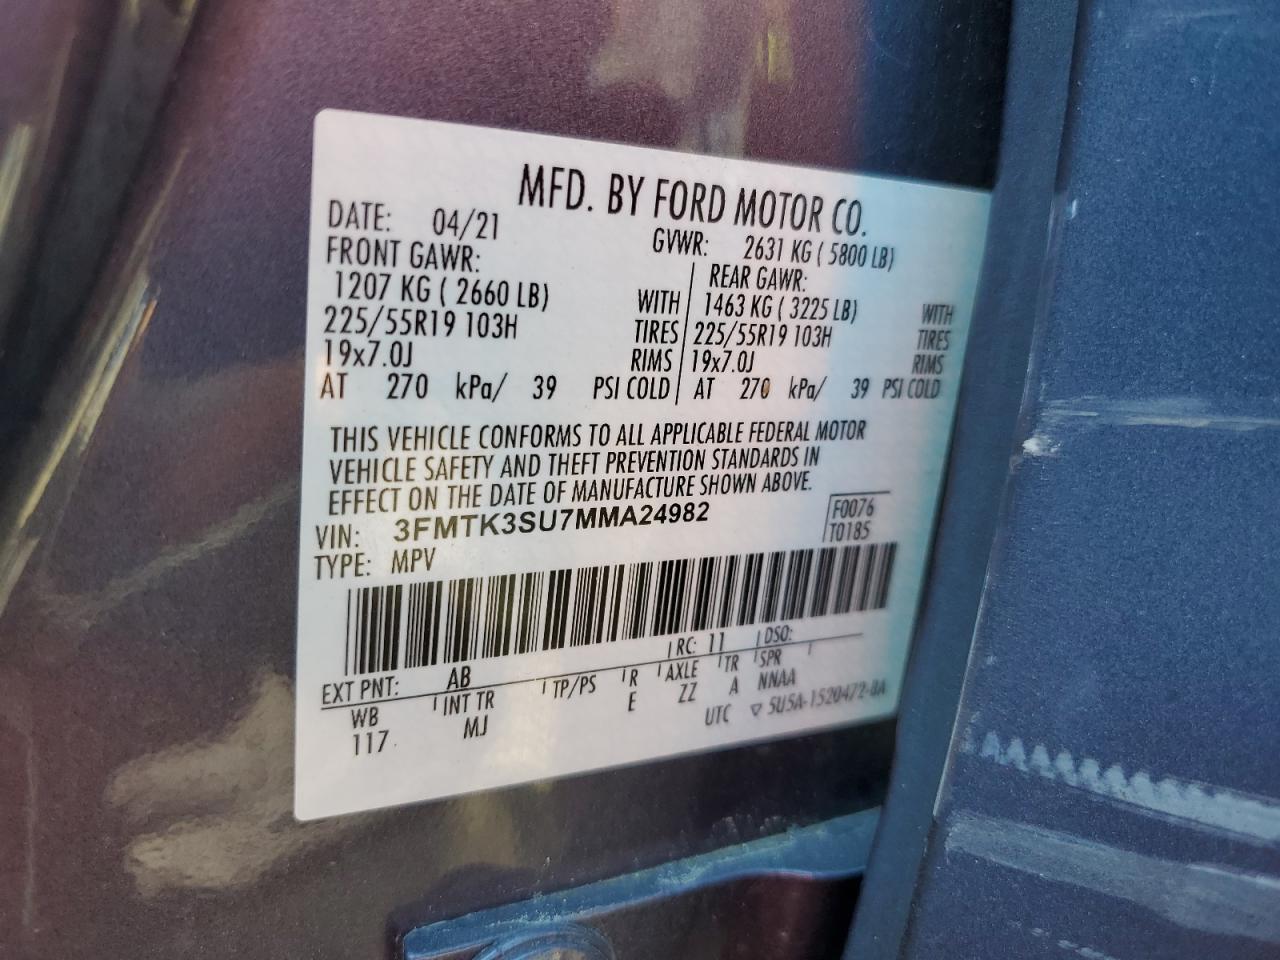 MFD. BY FORD MOTOR CO.
DATE: 04/21 GVWR: 2631 KG ( 5800 LB)
FRONT GAWR: REAR GAWR:
1207 KG ( 2660 LB) WITH 1463 KG ( 3225 LB) WITH
225/55R19 103H TIRES 225/55R19 103H TIRES
19x7.0J RIMS 19x7.0J RIMS
AT 270 kPa/ 39 PSI COLD AT 270 kPa/ 39 PSI COLD
THIS VEHICLE CONFORMS TO ALL APPLICABLE FEDERAL MOTOR
VEHICLE SAFETY AND THEFT PREVENTION STANDARDS IN
EFFECT ON THE DATE OF MANUFACTURE SHOWN ABOVE.
VIN: 3FMTK3SU7MMA24982 F0076
TYPE: MPV T0185
EXT PNT: AB RC: 11 DSO:
WB INT TR TP/PS R AXLE TR SPR
117 MJ E ZZ A NNAA
UTC ▽ 5U5A-1520472-BA